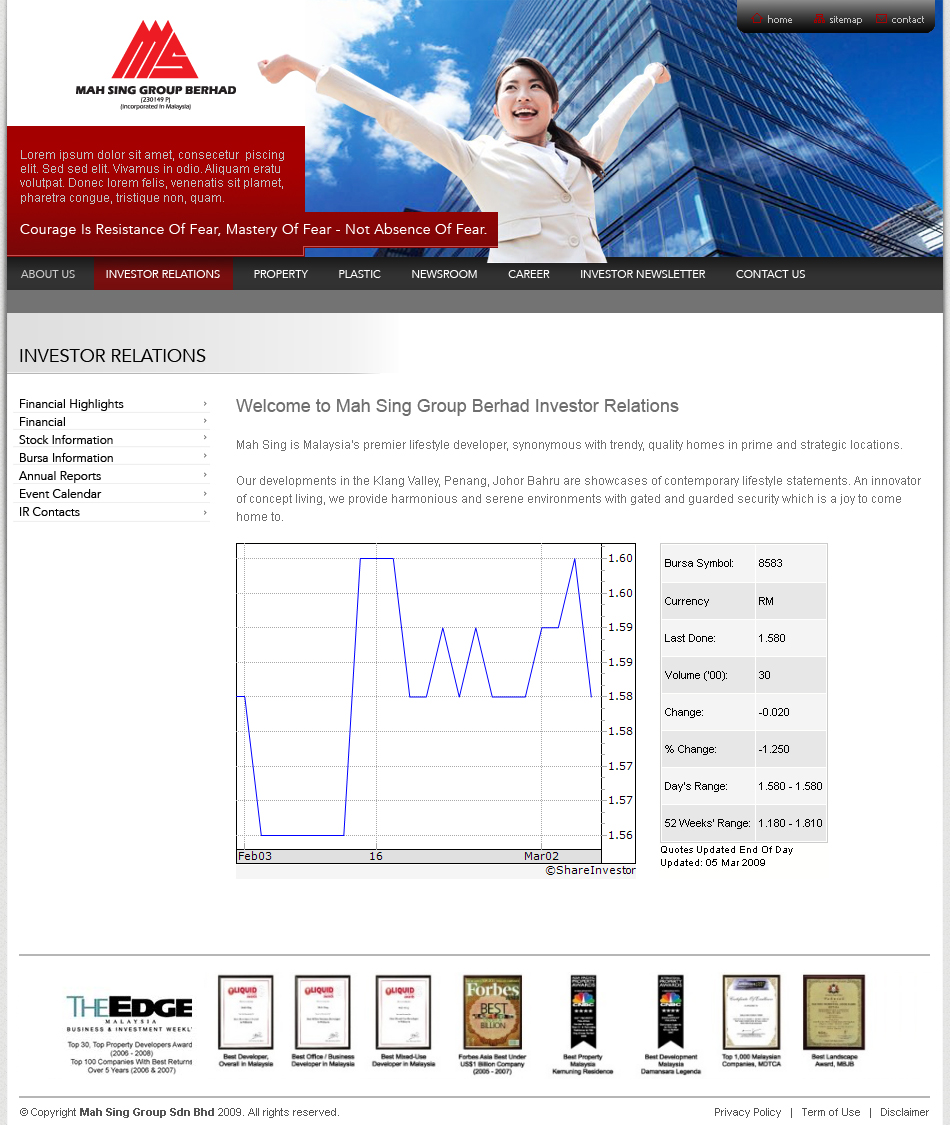 home sitemap contact
MAH SING GROUP BERHAD
(230149 P)
(Incorporated in Malaysia)
Lorem ipsum dolor sit amet, consectetur piscing
elit. Sed sed elit. Vivamus in odio. Aliquam eratu
volutpat. Donec lorem felis, venenatis sit plamet,
pharetra congue, tristique non, quam.
Courage Is Resistance Of Fear, Mastery Of Fear - Not Absence Of Fear.
ABOUT US INVESTOR RELATIONS PROPERTY PLASTIC NEWSROOM CAREER INVESTOR NEWSLETTER CONTACT US
INVESTOR RELATIONS
Financial Highlights
Financial
Stock Information
Bursa Information
Annual Reports
Event Calendar
IR Contacts
Welcome to Mah Sing Group Berhad Investor Relations
Mah Sing is Malaysia's premier lifestyle developer, synonymous with trendy, quality homes in prime and strategic locations.
Our developments in the Klang Valley, Penang, Johor Bahru are showcases of contemporary lifestyle statements. An innovator
of concept living, we provide harmonious and serene environments with gated and guarded security which is a joy to come
home to.
1.60
1.60
1.59
1.59
1.58
1.58
1.57
1.57
1.56
Feb03 16 Mar02
©ShareInvestor
Bursa Symbol: 8583
Currency RM
Last Done: 1.580
Volume ('00): 30
Change: -0.020
% Change: -1.250
Day's Range: 1.580 - 1.580
52 Weeks' Range: 1.180 - 1.810
Quotes Updated End Of Day
Updated: 05 Mar 2009
THEEDGE
MALAYSIA
BUSINESS & INVESTMENT WEEKLY
Top 30, Top Property Developers Award
(2006 - 2008)
Top 100 Companies With Best Returns
Over 5 Years (2006 & 2007)
LIQUID
Best Developer,
Overall in Malaysia
LIQUID
Best Office / Business
Developer in Malaysia
LIQUID
Best Mixed-Use
Developer in Malaysia
Forbes
BEST
BILLION
Forbes Asia Best Under
US$1 Billion Company
(2005 - 2007)
CNBC
Best Property
Malaysia
Kemuning Residence
CNBC
Best Development
Malaysia
Damansara Legenda
Top 1,000 Malaysian
Companies, MDTCA
Best Landscape
Award, MBJB
© Copyright Mah Sing Group Sdn Bhd 2009. All rights reserved.
Privacy Policy | Term of Use | Disclaimer